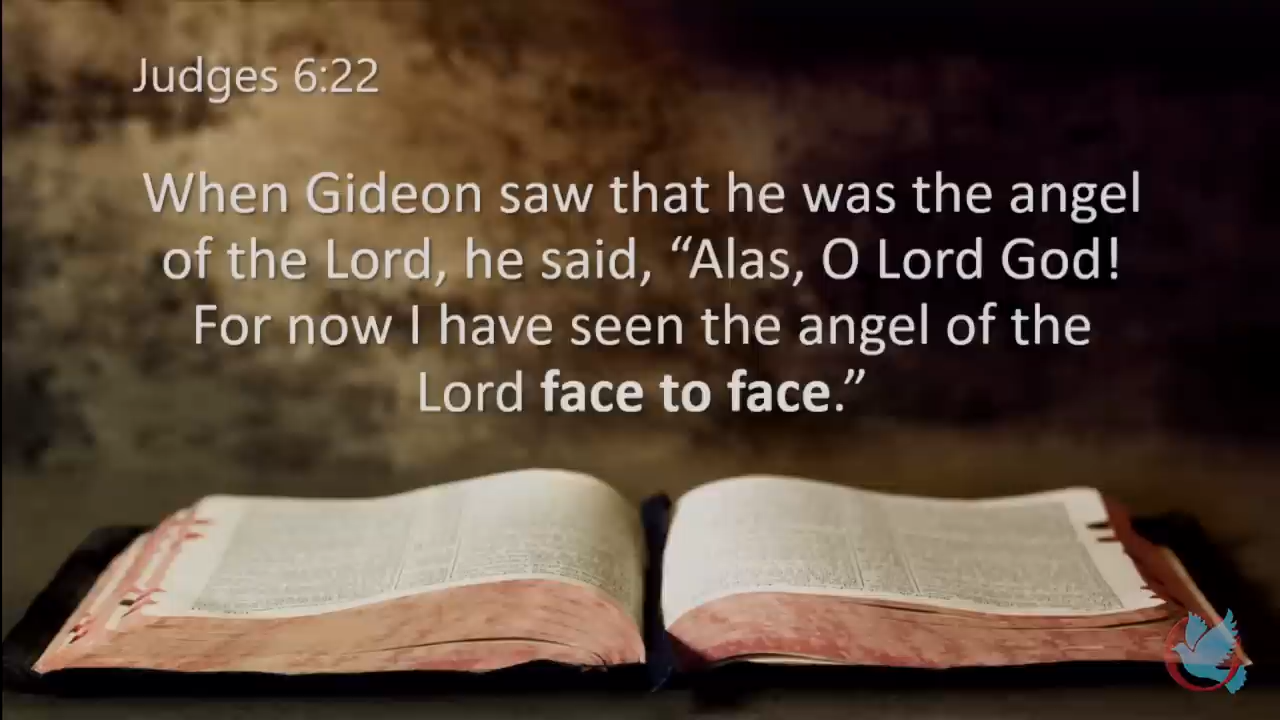 Judges 6:22
When Gideon saw that he was the angel
of the Lord, he said, “Alas, O Lord God!
For now I have seen the angel of the
Lord face to face.”